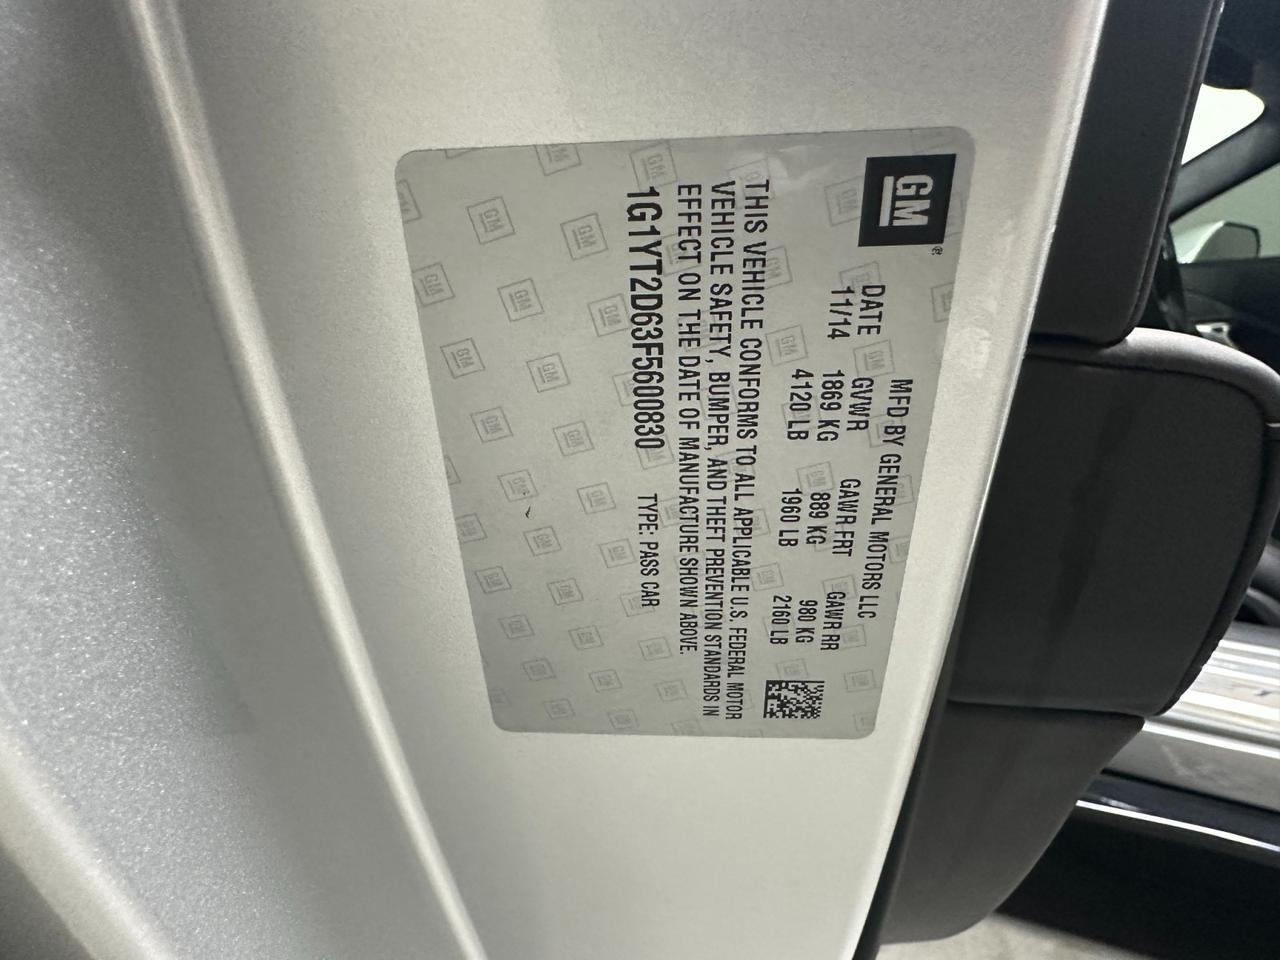 GM
®
MFD BY GENERAL MOTORS LLC
DATE GVWR GAWR FRT GAWR RR
11/14 1869 KG 889 KG 980 KG
4120 LB 1960 LB 2160 LB
THIS VEHICLE CONFORMS TO ALL APPLICABLE U.S. FEDERAL MOTOR
VEHICLE SAFETY, BUMPER, AND THEFT PREVENTION STANDARDS IN
EFFECT ON THE DATE OF MANUFACTURE SHOWN ABOVE.
1G1YT2D63F5600830 TYPE: PASS CAR